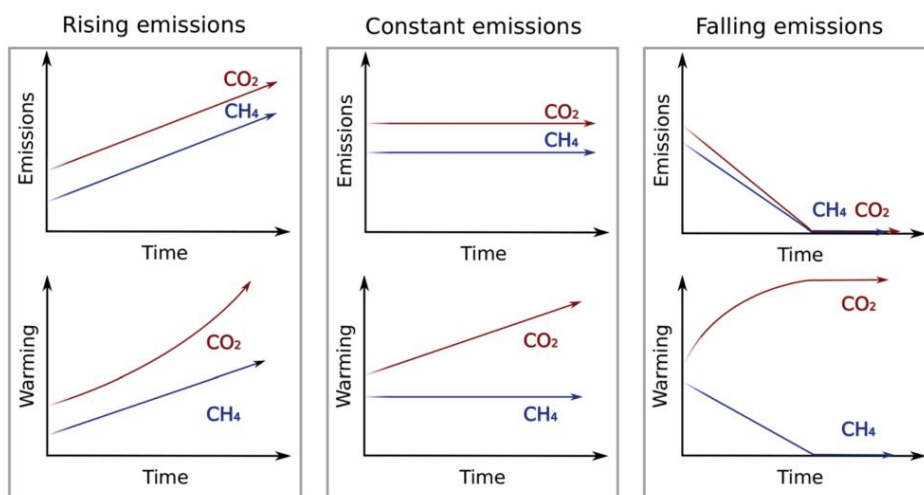 Rising emissions
Emissions
CO₂
CH₄
Time
Warming
CO₂
CH₄
Time
Constant emissions
Emissions
CO₂
CH₄
Time
Warming
CO₂
CH₄
Time
Falling emissions
Emissions
CH₄ CO₂
Time
Warming
CO₂
CH₄
Time